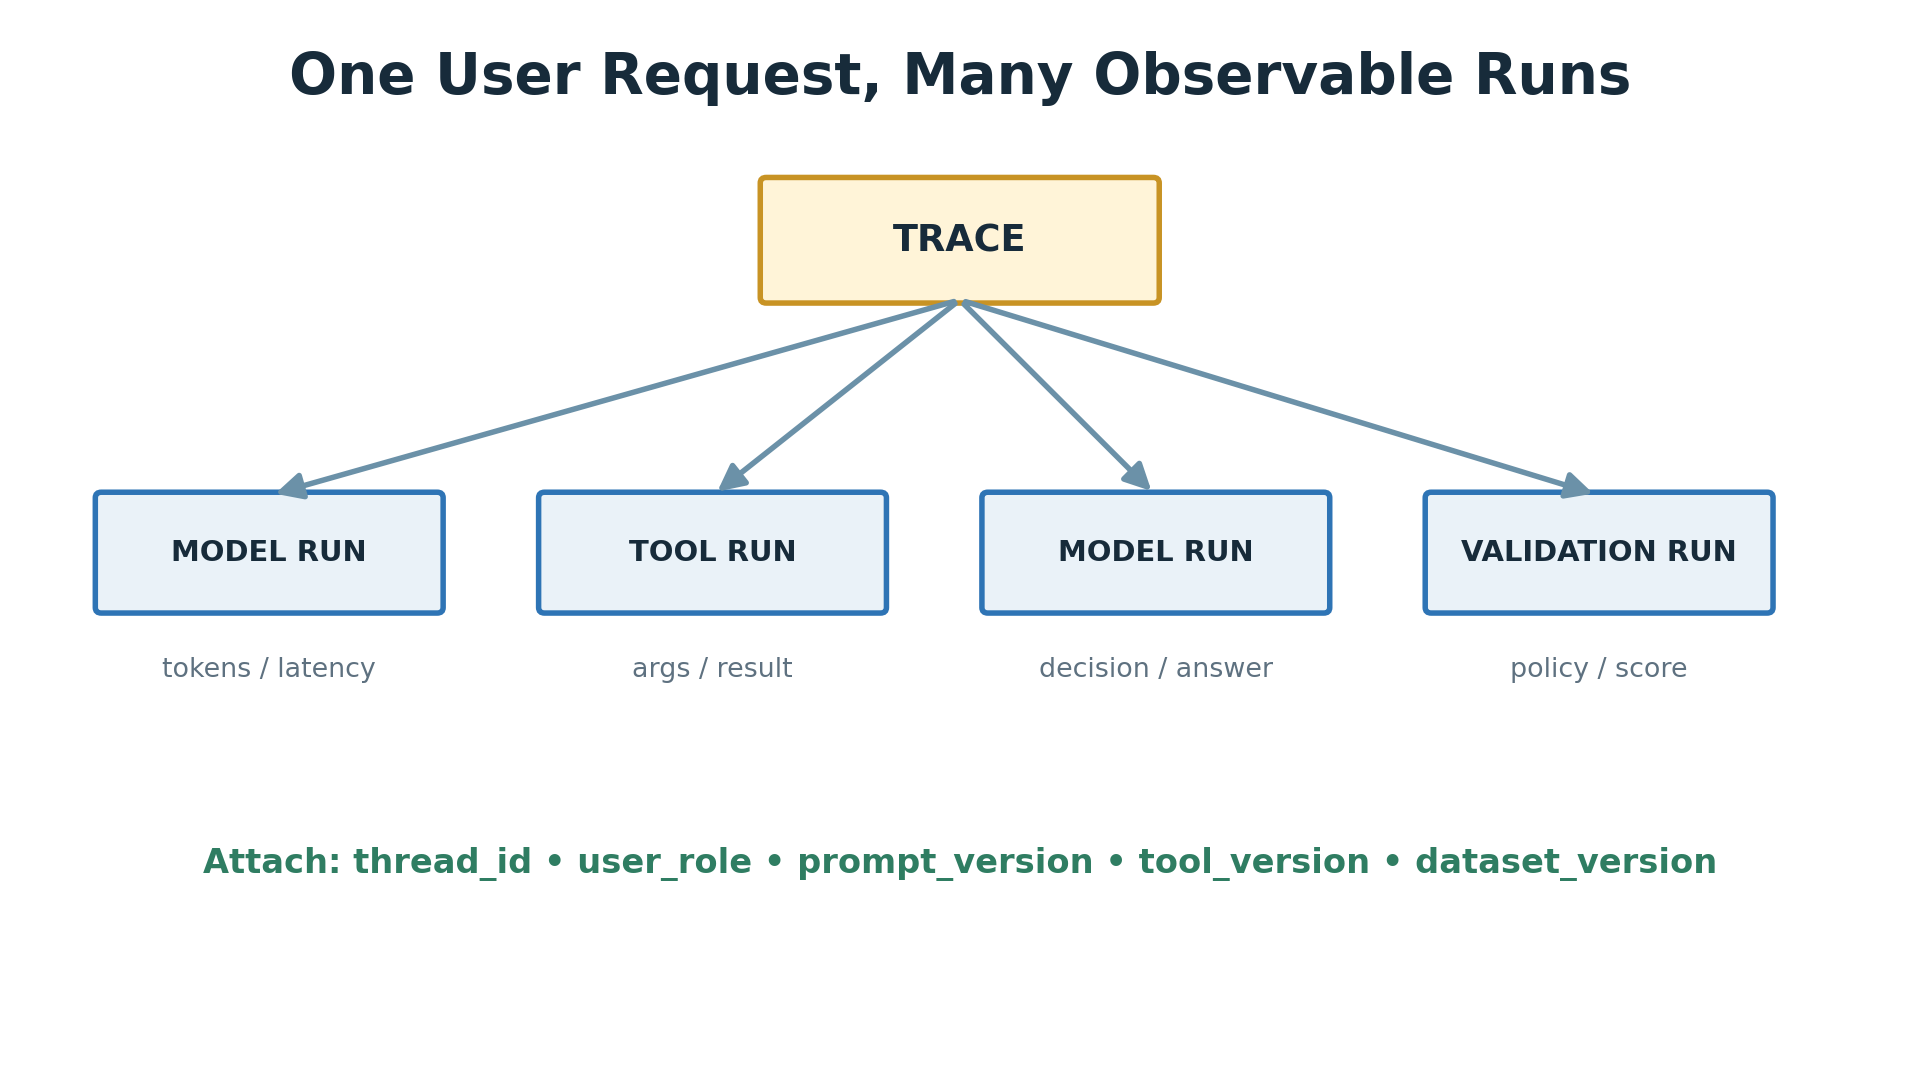 One User Request, Many Observable Runs
TRACE
MODEL RUN
TOOL RUN
MODEL RUN
VALIDATION RUN
tokens / latency
args / result
decision / answer
policy / score
Attach: thread_id • user_role • prompt_version • tool_version • dataset_version